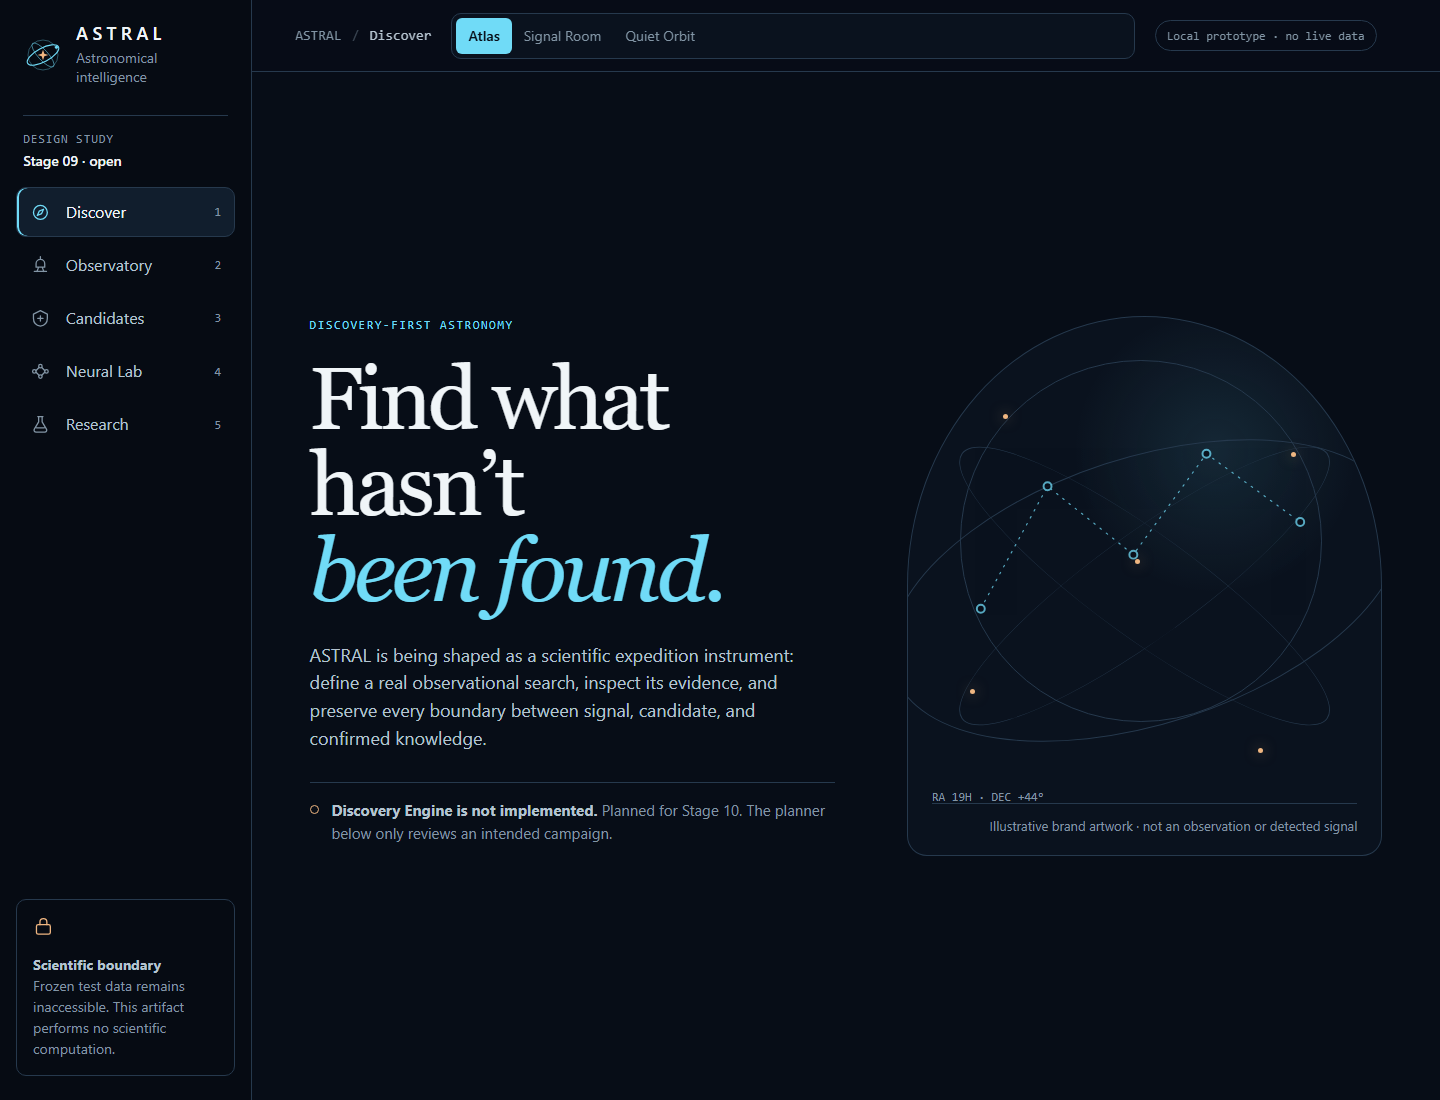 ASTRAL
Astronomical
intelligence
DESIGN STUDY
Stage 09 · open
Discover 1
Observatory 2
Candidates 3
Neural Lab 4
Research 5
Scientific boundary
Frozen test data remains
inaccessible. This artifact
performs no scientific
computation.
ASTRAL / Discover
Atlas Signal Room Quiet Orbit
Local prototype · no live data
DISCOVERY-FIRST ASTRONOMY
Find what
hasn’t
been found.
ASTRAL is being shaped as a scientific expedition instrument:
define a real observational search, inspect its evidence, and
preserve every boundary between signal, candidate, and
confirmed knowledge.
Discovery Engine is not implemented. Planned for Stage 10. The planner
below only reviews an intended campaign.
RA 19H · DEC +44°
Illustrative brand artwork · not an observation or detected signal